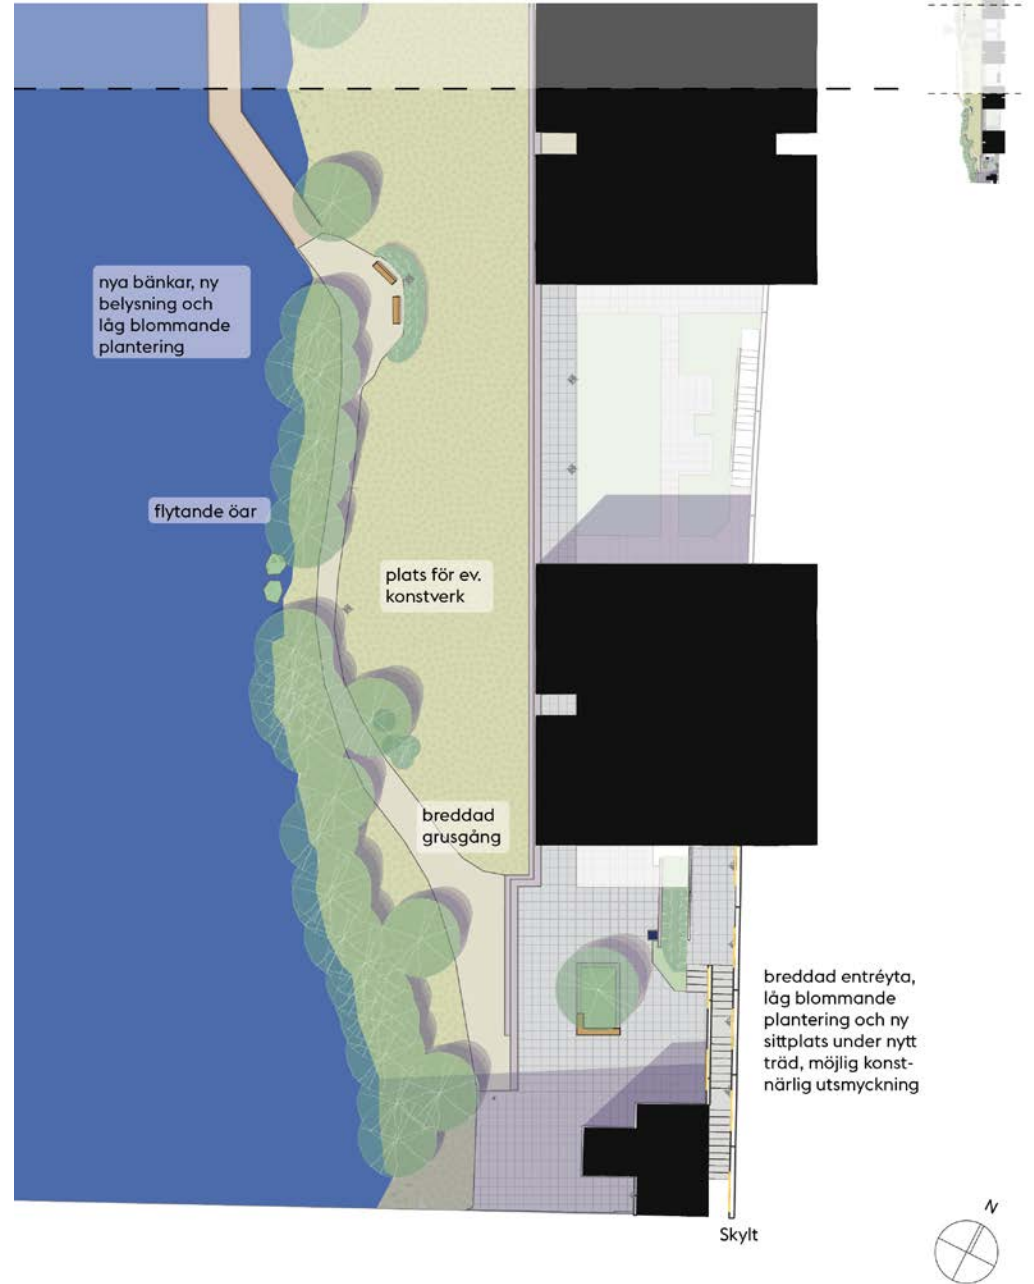 nya bänkar, ny
belysning och
låg blommande
plantering
flytande öar
plats för ev.
konstverk
breddad
grusgång
breddad entréyta,
låg blommande
plantering och ny
sittplats under nytt
träd, möjlig konst-
närlig utsmyckning
Skylt
N